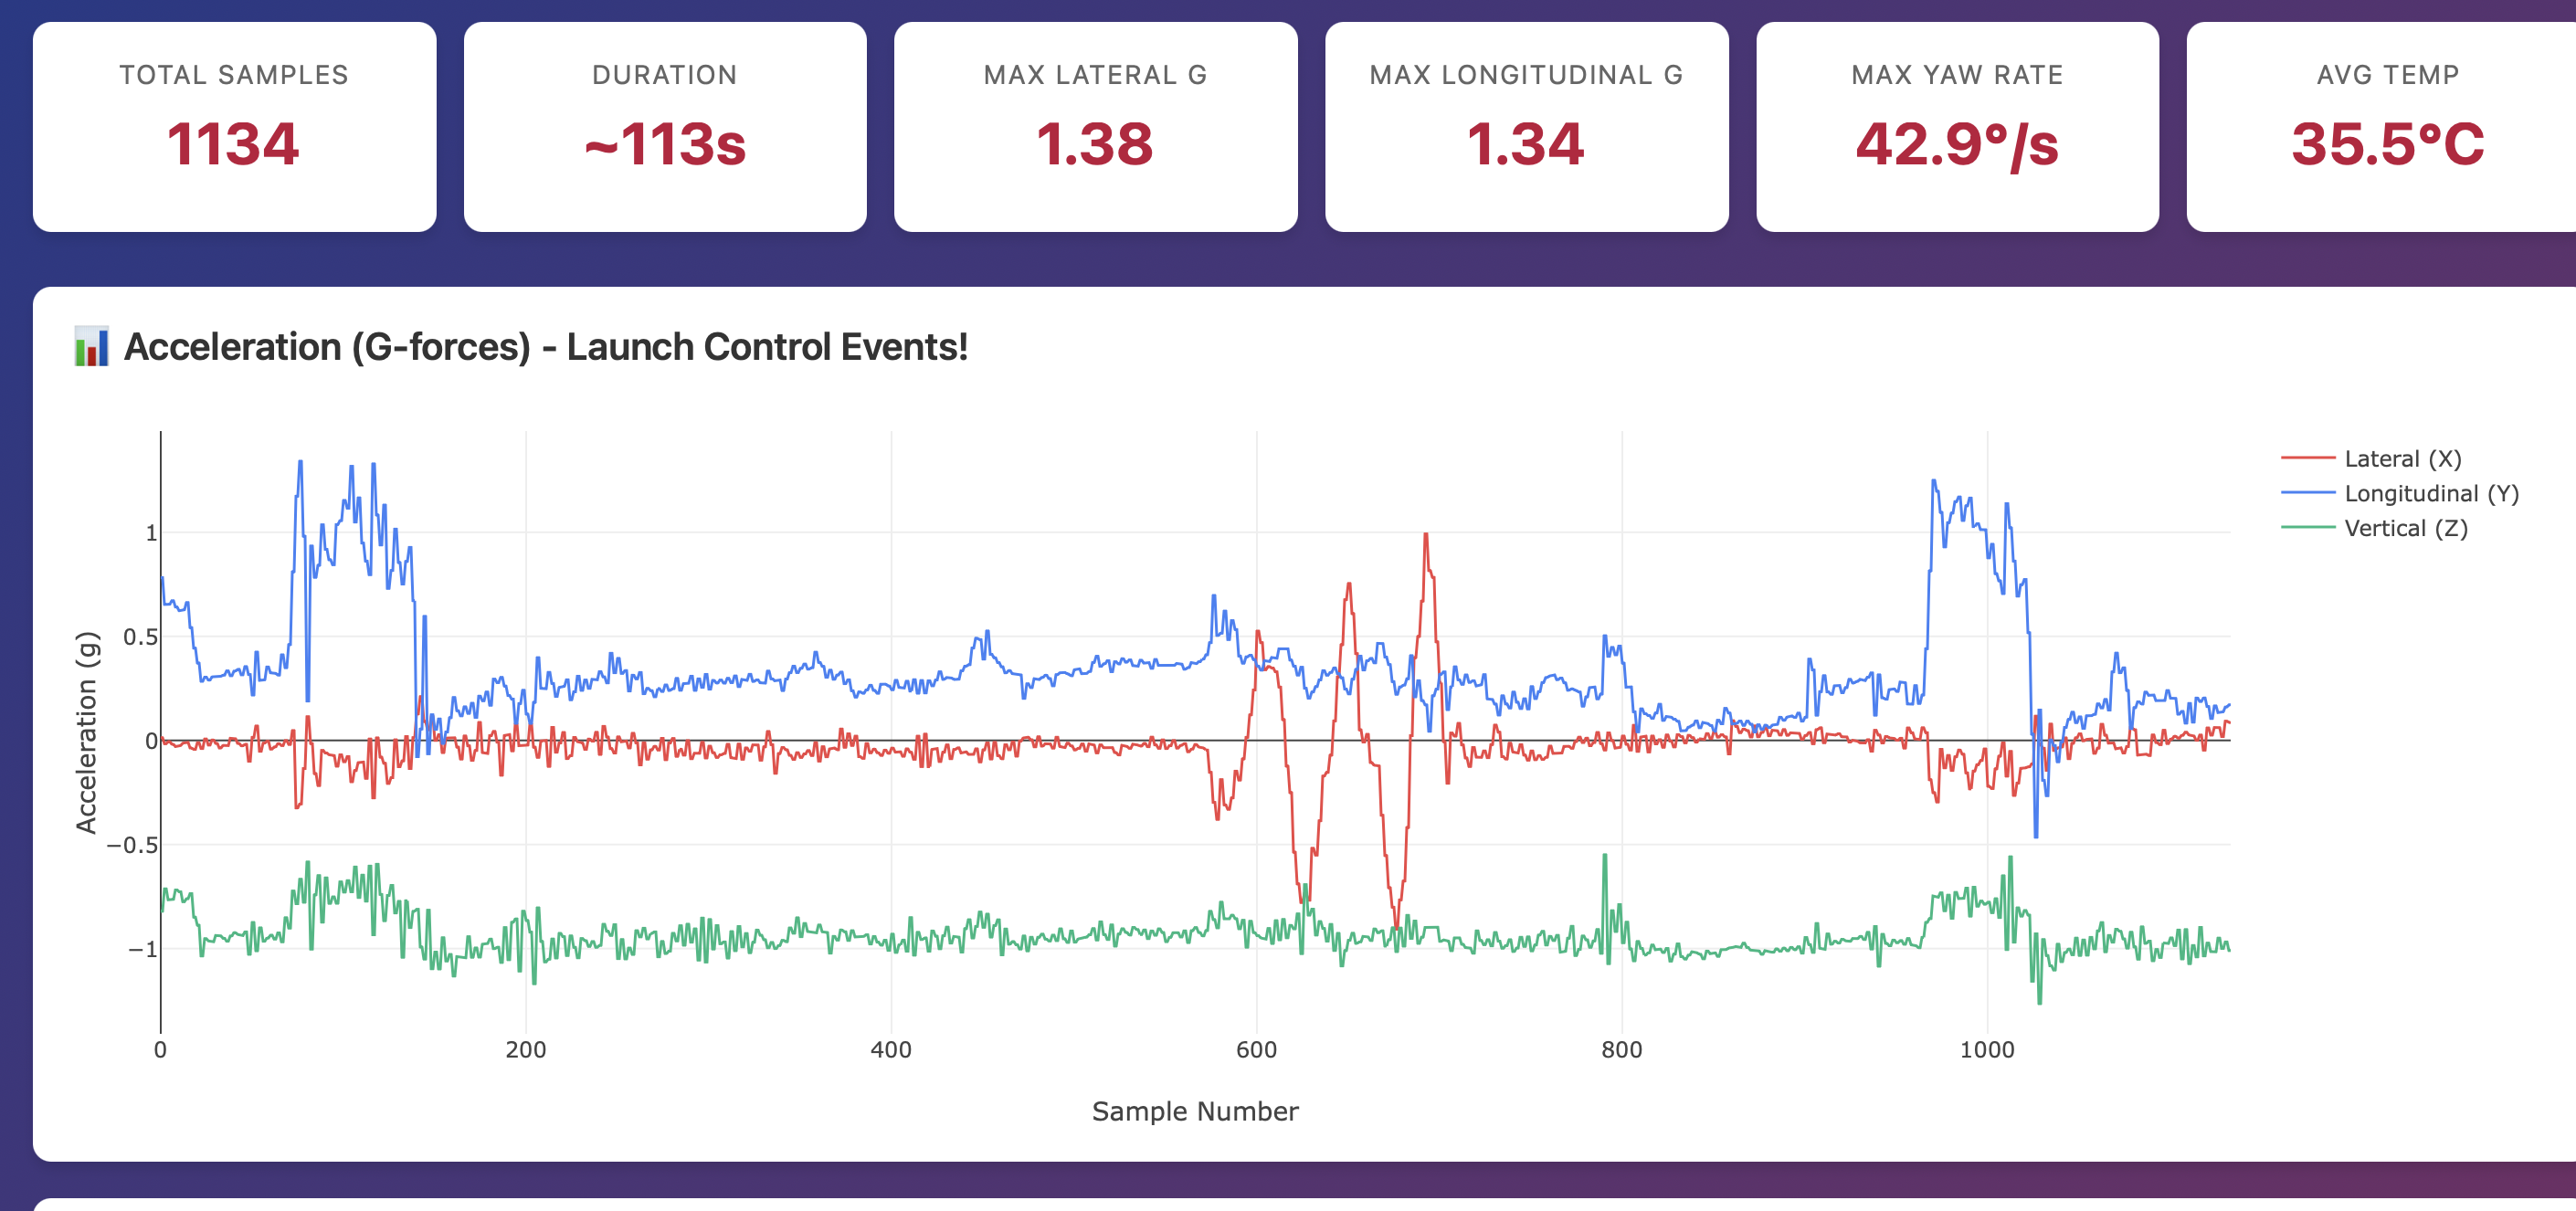 TOTAL SAMPLES
1134
DURATION
~113s
MAX LATERAL G
1.38
MAX LONGITUDINAL G
1.34
MAX YAW RATE
42.9°/s
AVG TEMP
35.5°C
📊 Acceleration (G-forces) - Launch Control Events!
Acceleration (g)
1
0.5
0
−0.5
−1
0
200
400
600
800
1000
Sample Number
Lateral (X)
Longitudinal (Y)
Vertical (Z)